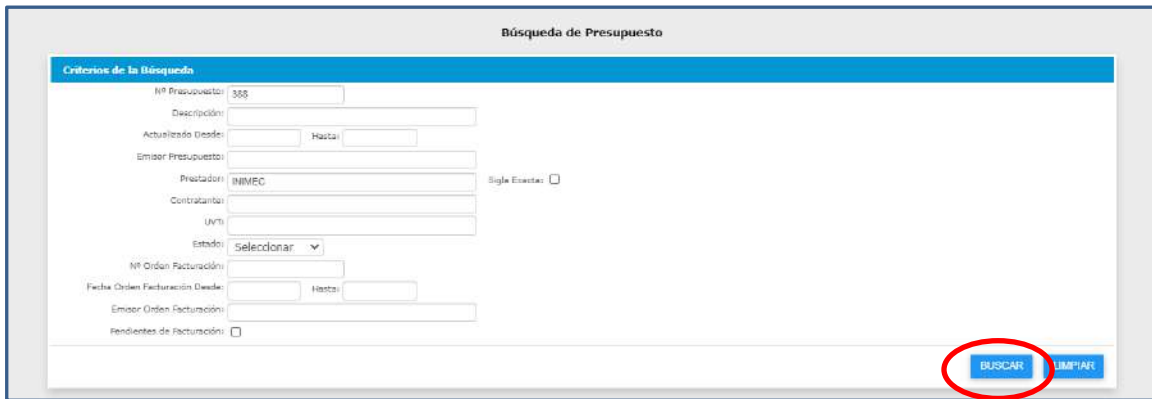 Búsqueda de Presupuesto
Criterios de la Búsqueda
Nº Presupuesto: 388
Descripción:
Actualizado Desde: Hasta:
Emisor Presupuesto:
Prestador: INIMEC Sigla Exacta:
Contratante:
UVT:
Estado: Seleccionar
Nº Orden Facturación:
Fecha Orden Facturación Desde: Hasta:
Emisor Orden Facturación:
Pendientes de Facturación:
BUSCAR LIMPIAR